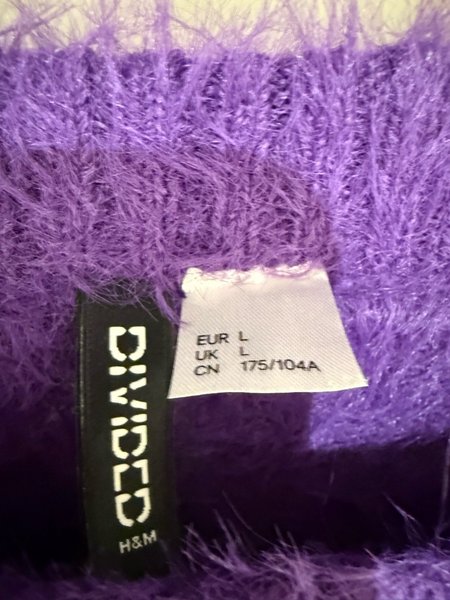 DIVIDED
H&M
EUR L
UK L
CN 175/104A